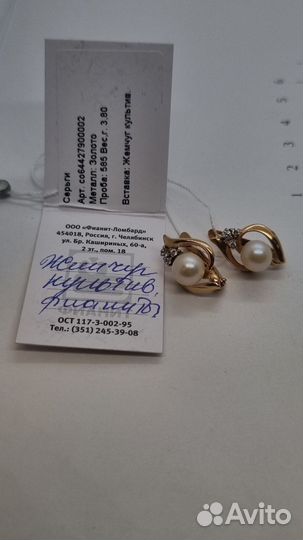 Серьги
Арт. со64427900002
Металл: Золото
Проба: 585 Вес,г. 3.80
Вставка: Жемчуг культив.
ООО «Фианит-Ломбард»
454018, Россия, г. Челябинск
ул. Бр. Кашириных, 60-а,
2 эт., пом. 18
Жемчуг
культив,
фианиты
ФИАНИТ
ОСТ 117-3-002-95
Тел.: (351) 245-39-08
Avito